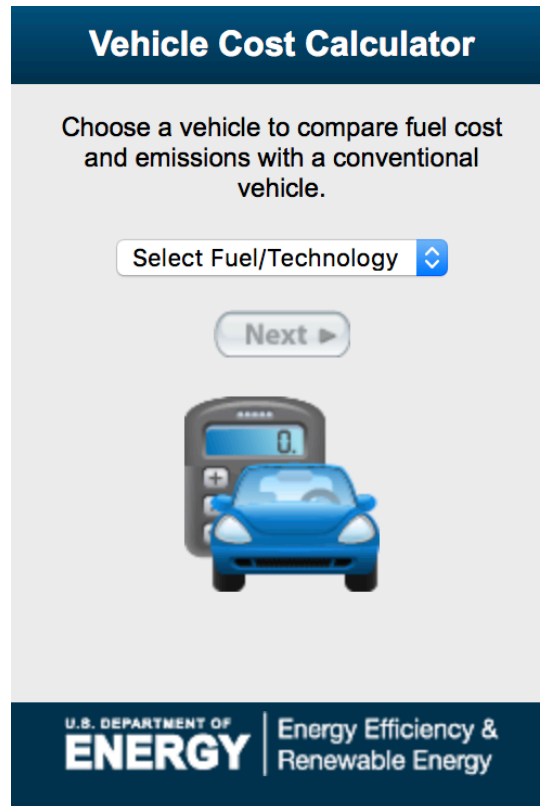 Vehicle Cost Calculator
Choose a vehicle to compare fuel cost
and emissions with a conventional
vehicle.
Select Fuel/Technology
Next
0.
+
U.S. DEPARTMENT OF
ENERGY
Energy Efficiency &
Renewable Energy